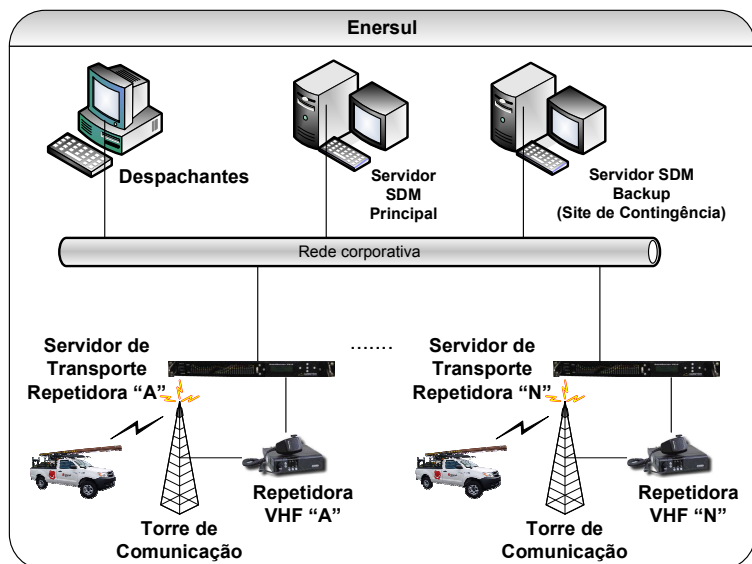 Enersul
Despachantes
Servidor
SDM
Principal
Servidor SDM
Backup
(Site de Contingência)
Rede corporativa
Servidor de
Transporte
Repetidora “A”
.......
Servidor de
Transporte
Repetidora “N”
Repetidora
VHF “A”
Torre de
Comunicação
Repetidora
VHF “N”
Torre de
Comunicação